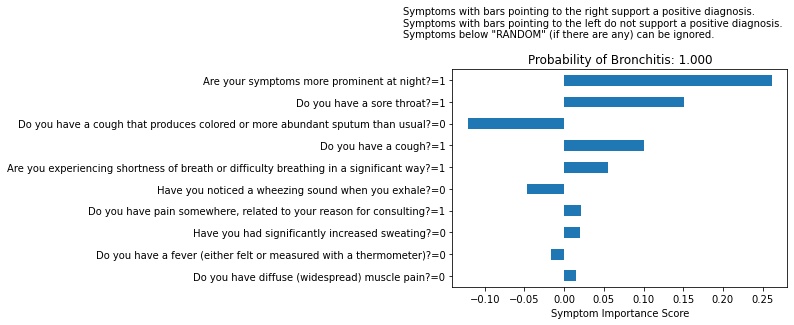 Symptoms with bars pointing to the right support a positive diagnosis.
Symptoms with bars pointing to the left do not support a positive diagnosis.
Symptoms below "RANDOM" (if there are any) can be ignored.
Probability of Bronchitis: 1.000
Are your symptoms more prominent at night?=1
Do you have a sore throat?=1
Do you have a cough that produces colored or more abundant sputum than usual?=0
Do you have a cough?=1
Are you experiencing shortness of breath or difficulty breathing in a significant way?=1
Have you noticed a wheezing sound when you exhale?=0
Do you have pain somewhere, related to your reason for consulting?=1
Have you had significantly increased sweating?=0
Do you have a fever (either felt or measured with a thermometer)?=0
Do you have diffuse (widespread) muscle pain?=0
−0.10 −0.05 0.00 0.05 0.10 0.15 0.20 0.25
Symptom Importance Score